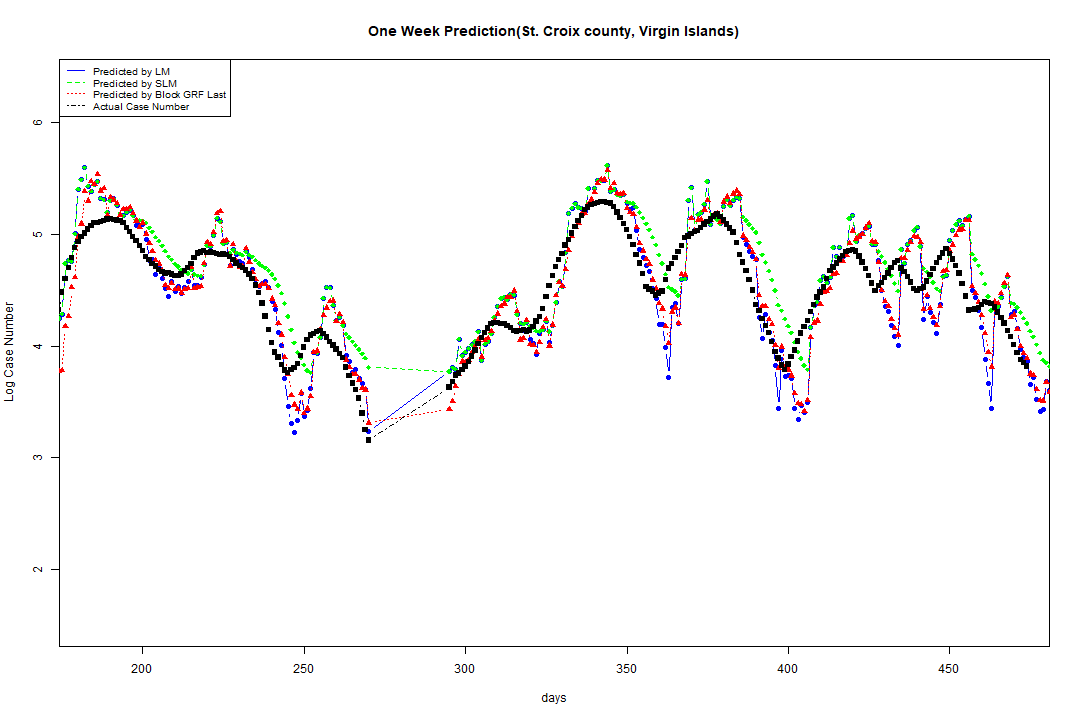 One Week Prediction(St. Croix county, Virgin Islands)
Predicted by LM
Predicted by SLM
Predicted by Block GRF Last
Actual Case Number
6
5
4
3
2
Log Case Number
200
250
300
350
400
450
days